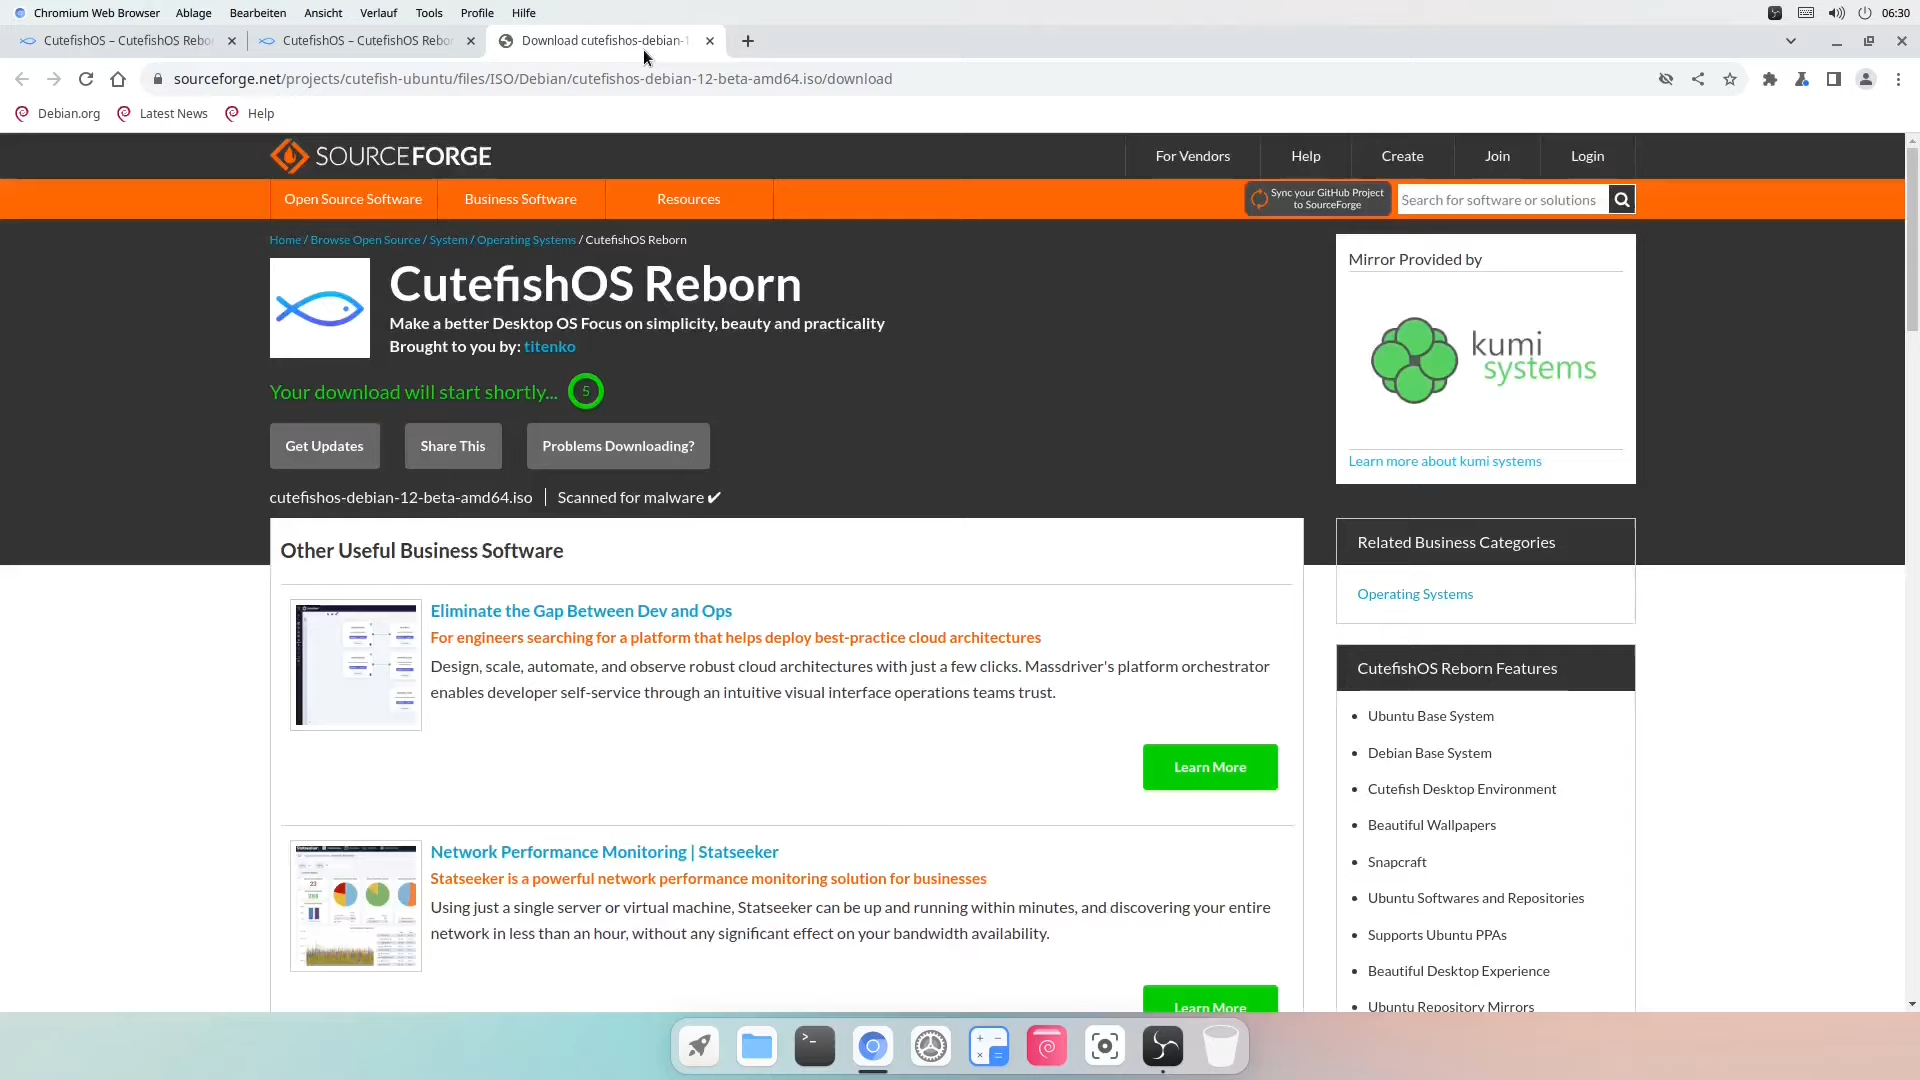 Chromium Web Browser Ablage Bearbeiten Ansicht Verlauf Tools Profile Hilfe 06:30
CutefishOS – CutefishOS Rebo CutefishOS – CutefishOS Rebo Download cutefishos-debian-1
sourceforge.net/projects/cutefish-ubuntu/files/ISO/Debian/cutefishos-debian-12-beta-amd64.iso/download
Debian.org Latest News Help
SOURCEFORGE For Vendors Help Create Join Login
Open Source Software Business Software Resources
Sync your GitHub Project
to SourceForge
Search for software or solutions
Home / Browse Open Source / System / Operating Systems / CutefishOS Reborn
CutefishOS Reborn
Make a better Desktop OS Focus on simplicity, beauty and practicality
Brought to you by: titenko
Your download will start shortly... 5
Get Updates Share This Problems Downloading?
cutefishos-debian-12-beta-amd64.iso Scanned for malware ✔
Mirror Provided by
kumi
systems
Learn more about kumi systems
Other Useful Business Software
Eliminate the Gap Between Dev and Ops
For engineers searching for a platform that helps deploy best-practice cloud architectures
Design, scale, automate, and observe robust cloud architectures with just a few clicks. Massdriver's platform orchestrator
enables developer self-service through an intuitive visual interface operations teams trust.
Learn More
Network Performance Monitoring | Statseeker
Statseeker is a powerful network performance monitoring solution for businesses
Using just a single server or virtual machine, Statseeker can be up and running within minutes, and discovering your entire
network in less than an hour, without any significant effect on your bandwidth availability.
Learn More
Related Business Categories
Operating Systems
CutefishOS Reborn Features
Ubuntu Base System
Debian Base System
Cutefish Desktop Environment
Beautiful Wallpapers
Snapcraft
Ubuntu Softwares and Repositories
Supports Ubuntu PPAs
Beautiful Desktop Experience
Ubuntu Repository Mirrors